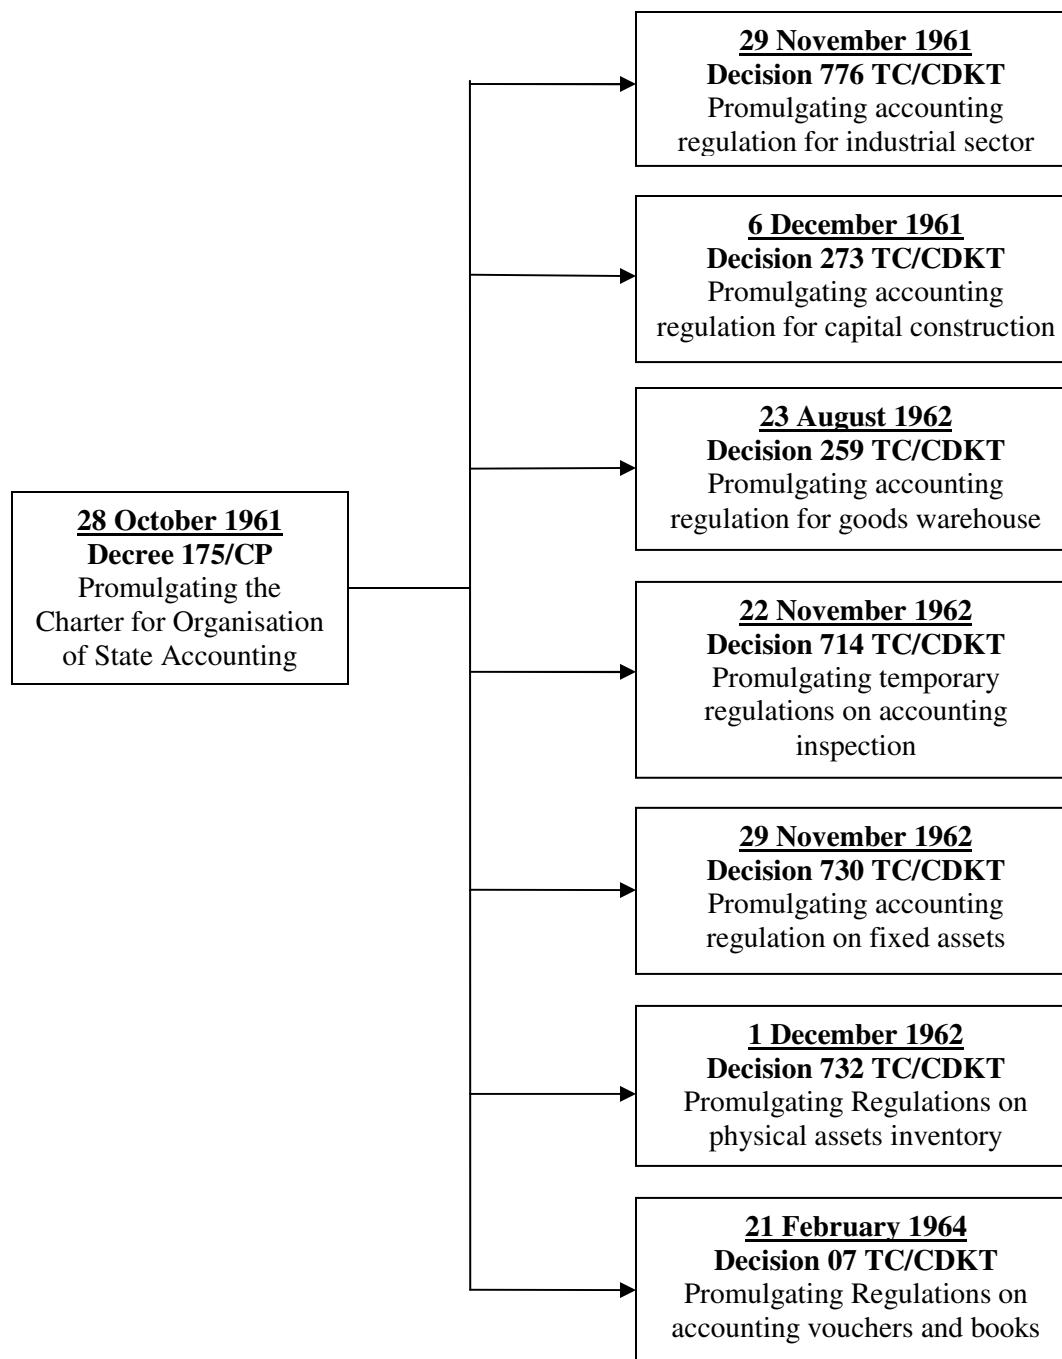 29 November 1961
Decision 776 TC/CDKT
Promulgating accounting
regulation for industrial sector
6 December 1961
Decision 273 TC/CDKT
Promulgating accounting
regulation for capital construction
23 August 1962
Decision 259 TC/CDKT
Promulgating accounting
regulation for goods warehouse
28 October 1961
Decree 175/CP
Promulgating the
Charter for Organisation
of State Accounting
22 November 1962
Decision 714 TC/CDKT
Promulgating temporary
regulations on accounting
inspection
29 November 1962
Decision 730 TC/CDKT
Promulgating accounting
regulation on fixed assets
1 December 1962
Decision 732 TC/CDKT
Promulgating Regulations on
physical assets inventory
21 February 1964
Decision 07 TC/CDKT
Promulgating Regulations on
accounting vouchers and books